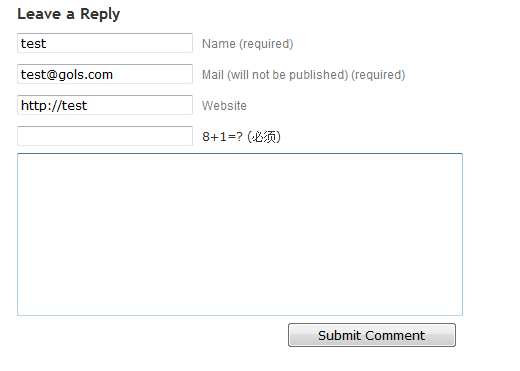 Leave a Reply
test Name (required)
test@gols.com Mail (will not be published) (required)
http://test Website
8+1=? (必须)
Submit Comment